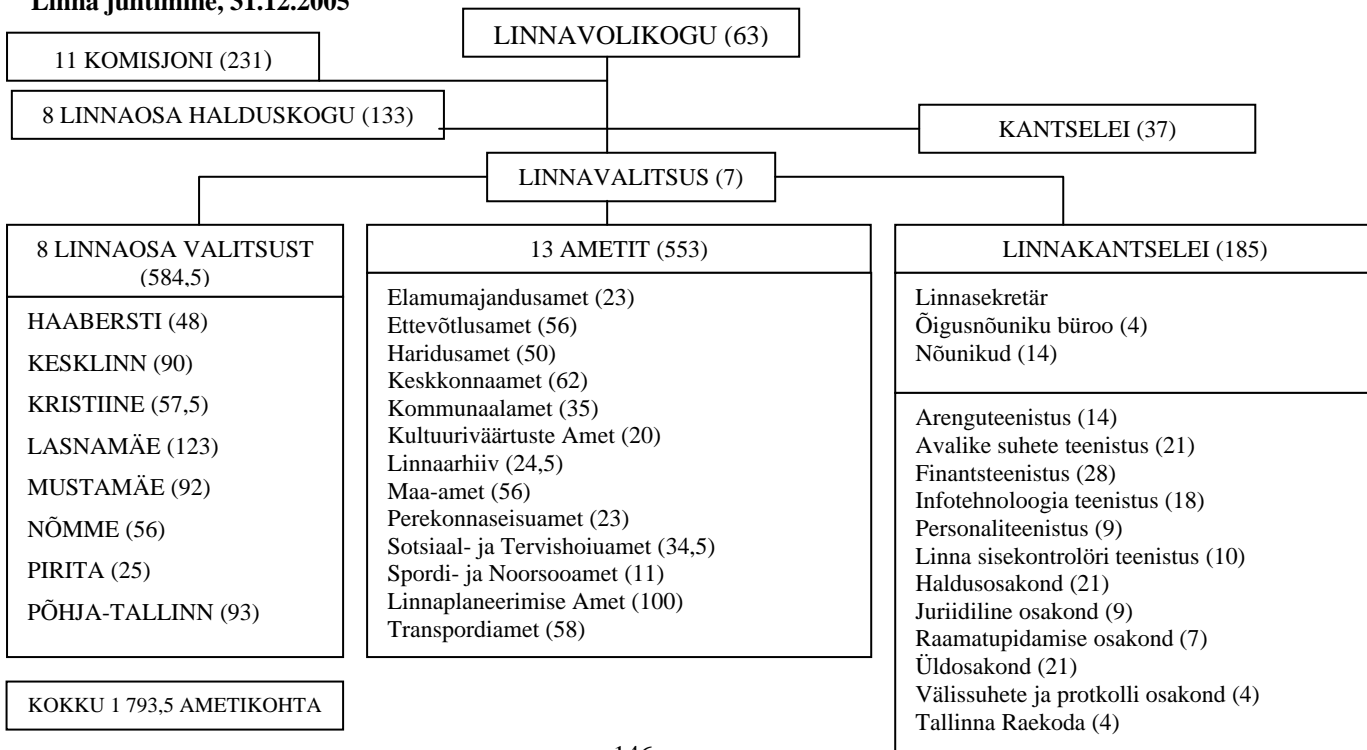 Linna juhtimine, 31.12.2005
LINNAVOLIKOGU (63)
11 KOMISJONI (231)
8 LINNAOSA HALDUSKOGU (133)
KANTSELEI (37)
LINNAVALITSUS (7)
8 LINNAOSA VALITSUST
(584,5)
HAABERSTI (48)
KESKLINN (90)
KRISTIINE (57,5)
LASNAMÄE (123)
MUSTAMÄE (92)
NÕMME (56)
PIRITA (25)
PÕHJA-TALLINN (93)
KOKKU 1 793,5 AMETIKOHTA
13 AMETIT (553)
Elamumajandusamet (23)
Ettevõtlusamet (56)
Haridusamet (50)
Keskkonnaamet (62)
Kommunaalamet (35)
Kultuuriväärtuste Amet (20)
Linnaarhiiv (24,5)
Maa-amet (56)
Perekonnaseisuamet (23)
Sotsiaal- ja Tervishoiuamet (34,5)
Spordi- ja Noorsooamet (11)
Linnaplaneerimise Amet (100)
Transpordiamet (58)
LINNAKANTSELEI (185)
Linnasekretär
Õigusnõuniku büroo (4)
Nõunikud (14)
Arenguteenistus (14)
Avalike suhete teenistus (21)
Finantsteenistus (28)
Infotehnoloogia teenistus (18)
Personaliteenistus (9)
Linna sisekontrolöri teenistus (10)
Haldusosakond (21)
Juriidiline osakond (9)
Raamatupidamise osakond (7)
Üldosakond (21)
Välissuhete ja protkolli osakond (4)
Tallinna Raekoda (4)
146